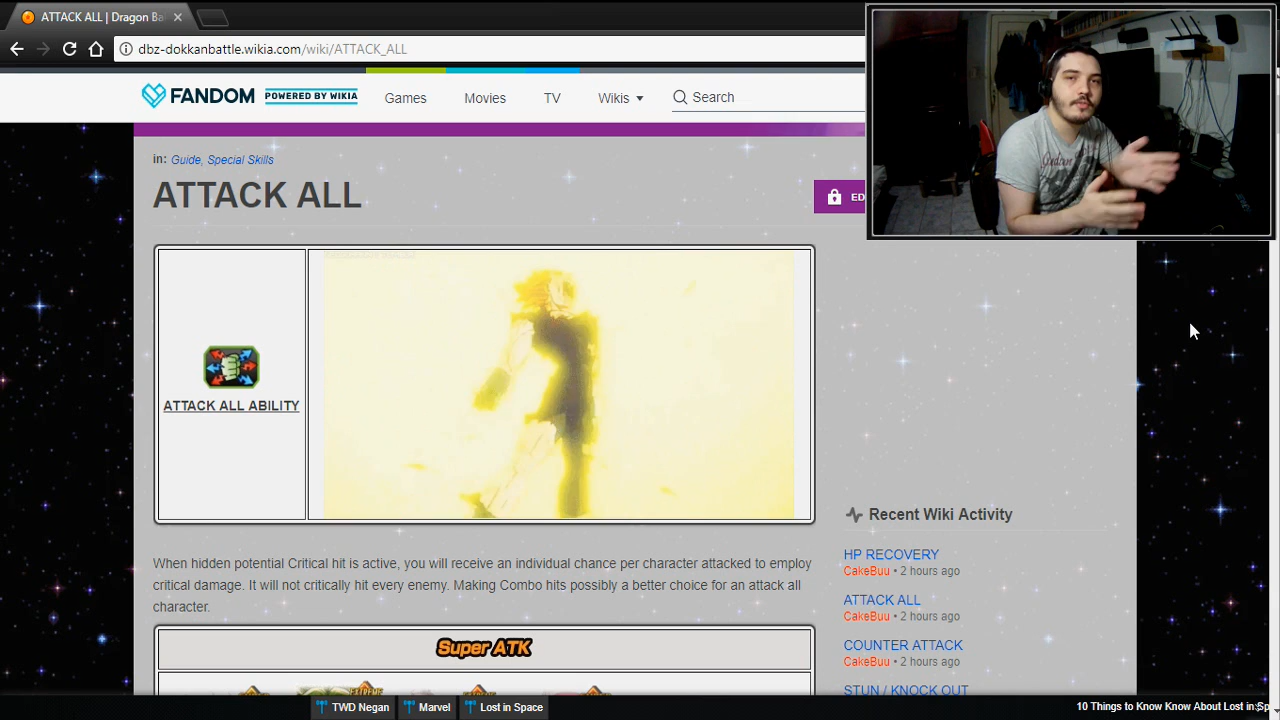 ATTACK ALL | Dragon Ba
dbz-dokkanbattle.wikia.com/wiki/ATTACK_ALL
FANDOM POWERED BY WIKIA Games Movies TV Wikis Search
in: Guide, Special Skills
ATTACK ALL
ED
ATTACK ALL ABILITY
When hidden potential Critical hit is active, you will receive an individual chance per character attacked to employ
critical damage. It will not critically hit every enemy. Making Combo hits possibly a better choice for an attack all
character.
Super ATK
EXTREME
Recent Wiki Activity
HP RECOVERY
CakeBuu • 2 hours ago
ATTACK ALL
CakeBuu • 2 hours ago
COUNTER ATTACK
CakeBuu • 2 hours ago
STUN / KNOCK OUT
TWD Negan Marvel Lost in Space 10 Things to Know Know About Lost in Sp